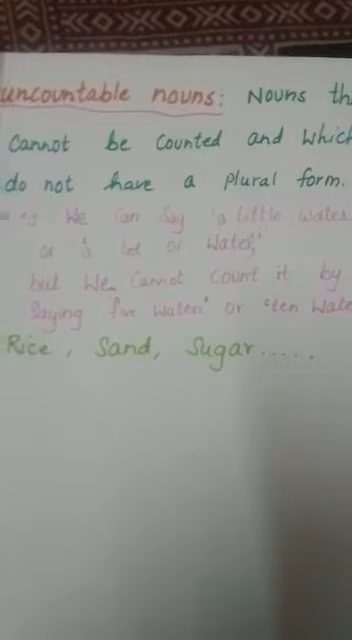 uncountable nouns: Nouns th
Cannot be counted and which
do not have a plural form.
eg We can say 'a little water
or 'a lot of water,'
but We Cannot count it by
Saying five water' or 'ten Wate
Rice, Sand, Sugar.....